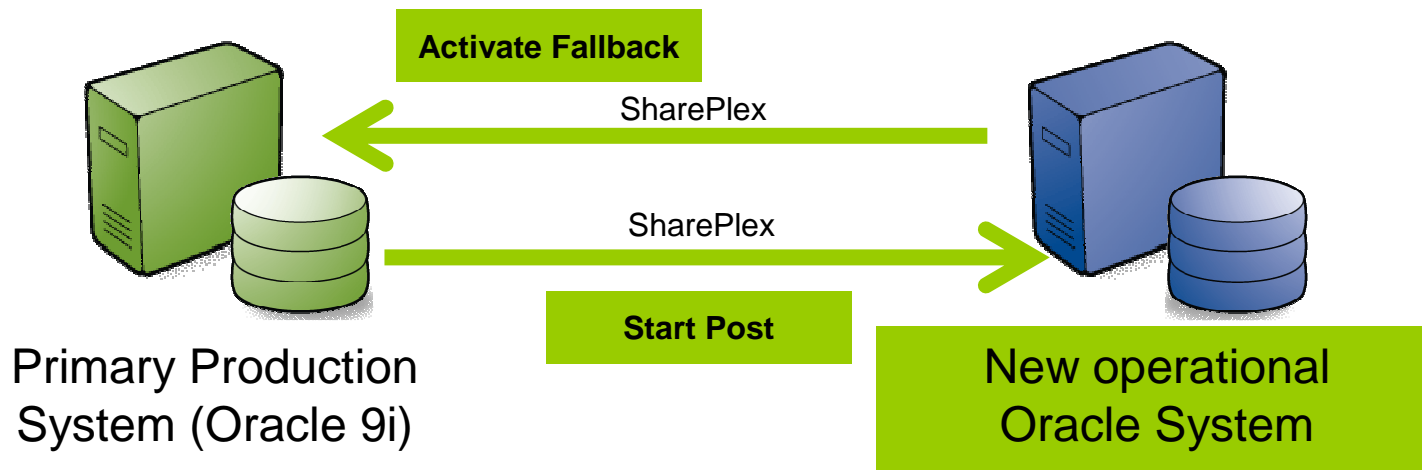 Activate Fallback
SharePlex
SharePlex
Start Post
Primary Production
System (Oracle 9i)
New operational
Oracle System